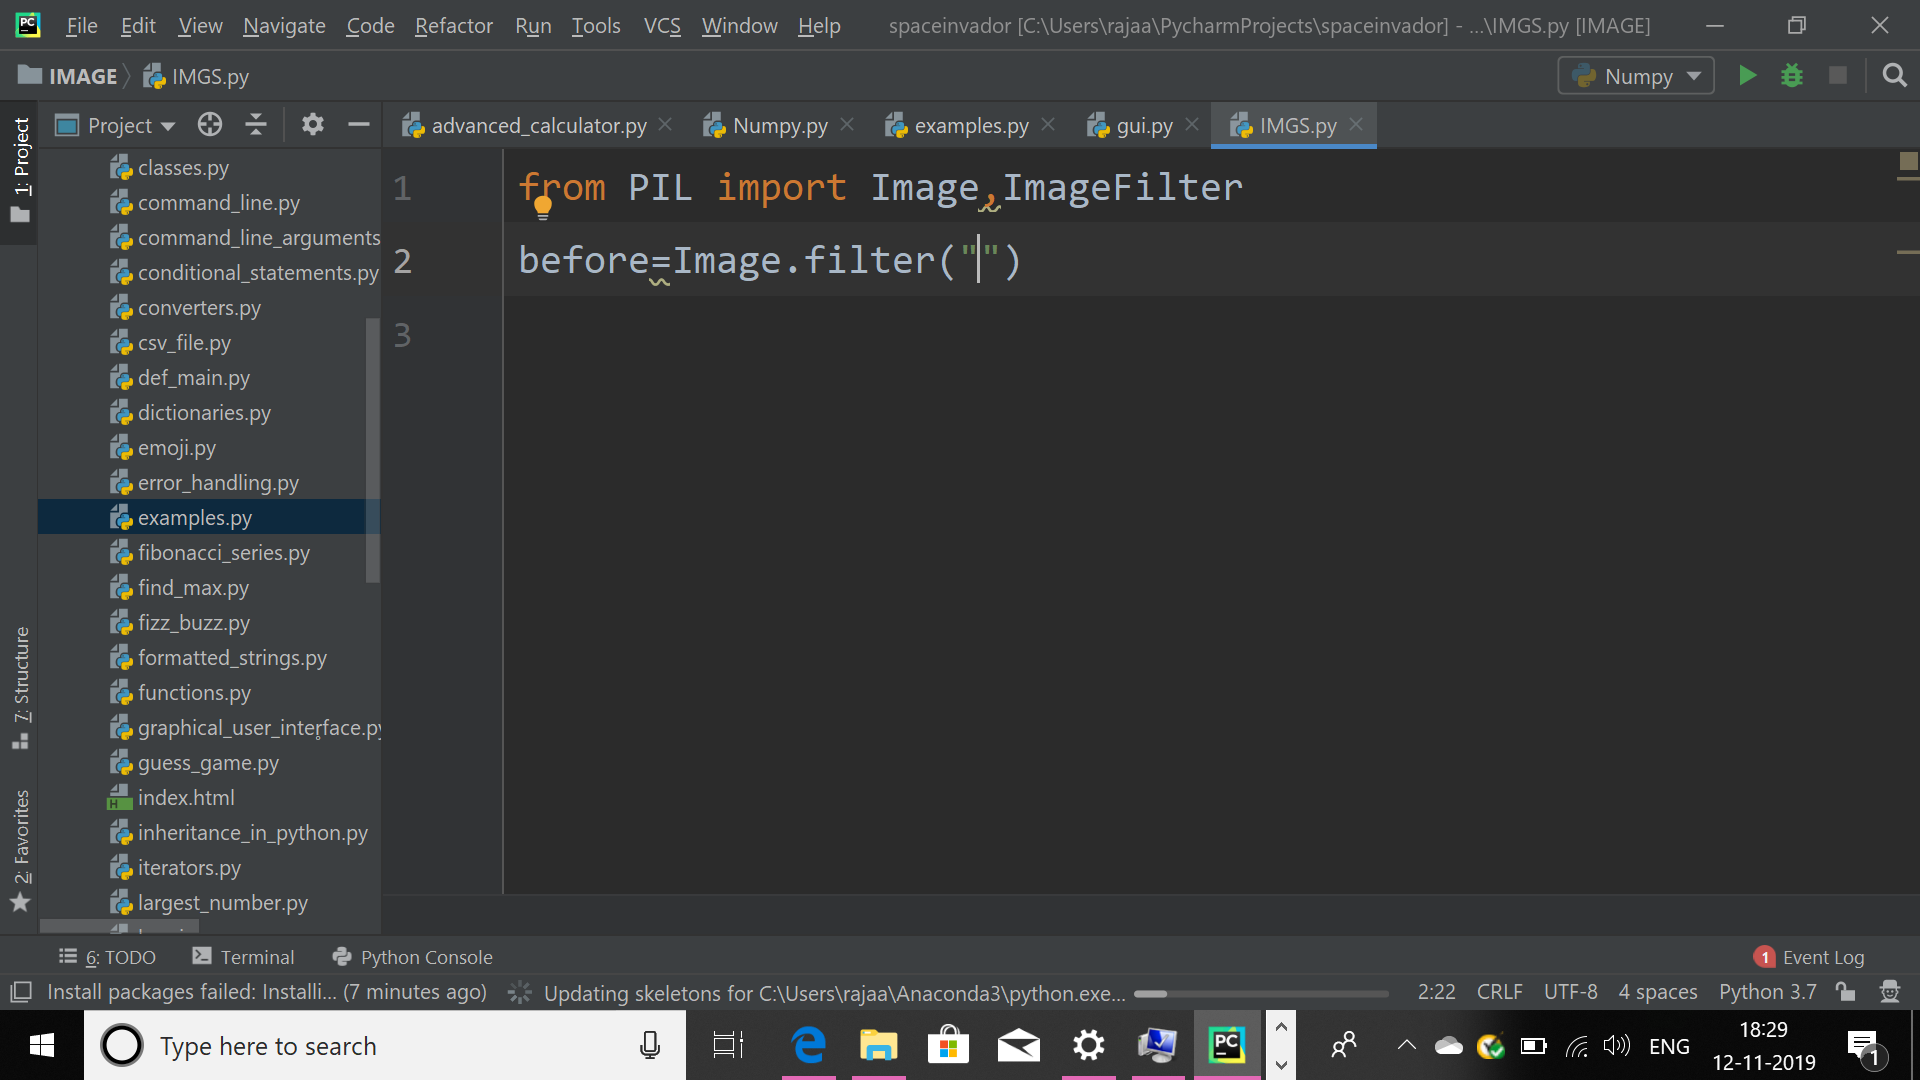 PC File Edit View Navigate Code Refactor Run Tools VCS Window Help spaceinvador [C:\Users\rajaa\PycharmProjects\spaceinvador] - ...\IMGS.py [IMAGE]
IMAGE IMGS.py Numpy
Project advanced_calculator.py Numpy.py examples.py gui.py IMGS.py
1: Project
7: Structure
2: Favorites
classes.py
command_line.py
command_line_arguments
conditional_statements.py
converters.py
csv_file.py
def_main.py
dictionaries.py
emoji.py
error_handling.py
examples.py
fibonacci_series.py
find_max.py
fizz_buzz.py
formatted_strings.py
functions.py
graphical_user_interface.py
guess_game.py
index.html
inheritance_in_python.py
iterators.py
largest_number.py
1 from PIL import Image,ImageFilter
2 before=Image.filter("")
3
6: TODO Terminal Python Console 1 Event Log
Install packages failed: Installi... (7 minutes ago) Updating skeletons for C:\Users\rajaa\Anaconda3\python.exe... 2:22 CRLF UTF-8 4 spaces Python 3.7
Type here to search PC ENG 18:29
12-11-2019 1